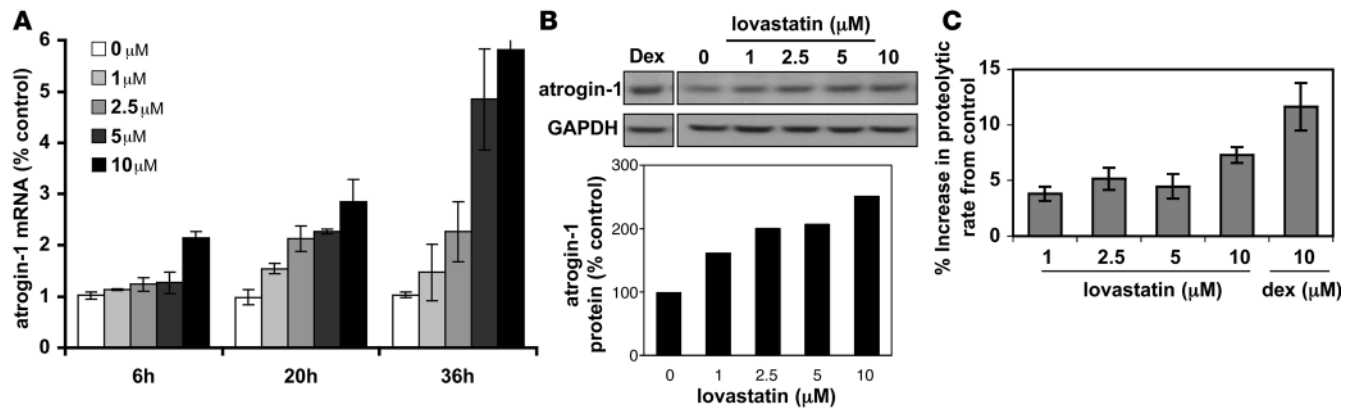 A
atrogin-1 mRNA (% control)
6
5
4
3
2
1
0
0 μM
1 μM
2.5 μM
5 μM
10 μM
6h 20h 36h
B
lovastatin (μM)
Dex 0 1 2.5 5 10
atrogin-1
GAPDH
atrogin-1
protein (% control)
300
200
100
0
0 1 2.5 5 10
lovastatin (μM)
C
% Increase in proteolytic
rate from control
15
10
5
0
1 2.5 5 10 10
lovastatin (μM) dex (μM)